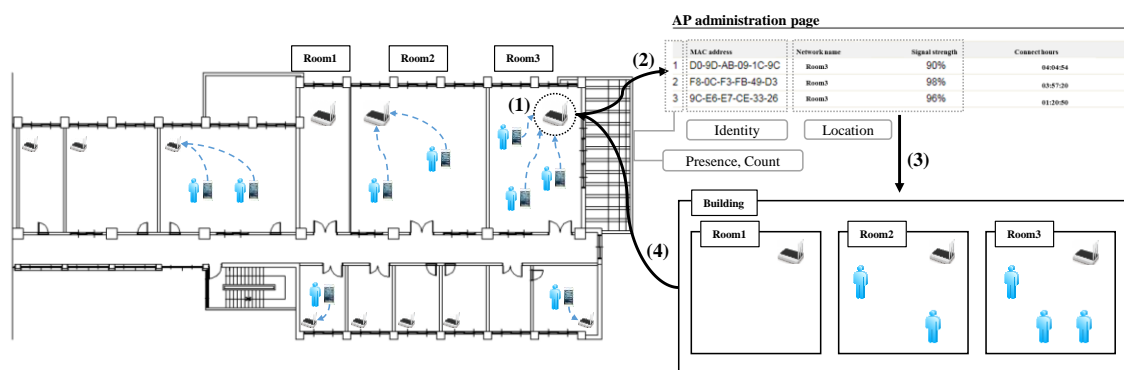 AP administration page
Room1
Room2
Room3
(1)
(2)
MAC address Network name Signal strength Connect hours
1 D0-9D-AB-09-1C-9C Room3 90% 04:04:54
2 F8-0C-F3-FB-49-D3 Room3 98% 03:57:20
3 9C-E6-E7-CE-33-26 Room3 96% 01:20:50
Identity
Location
Presence, Count
(3)
(4)
Building
Room1
Room2
Room3